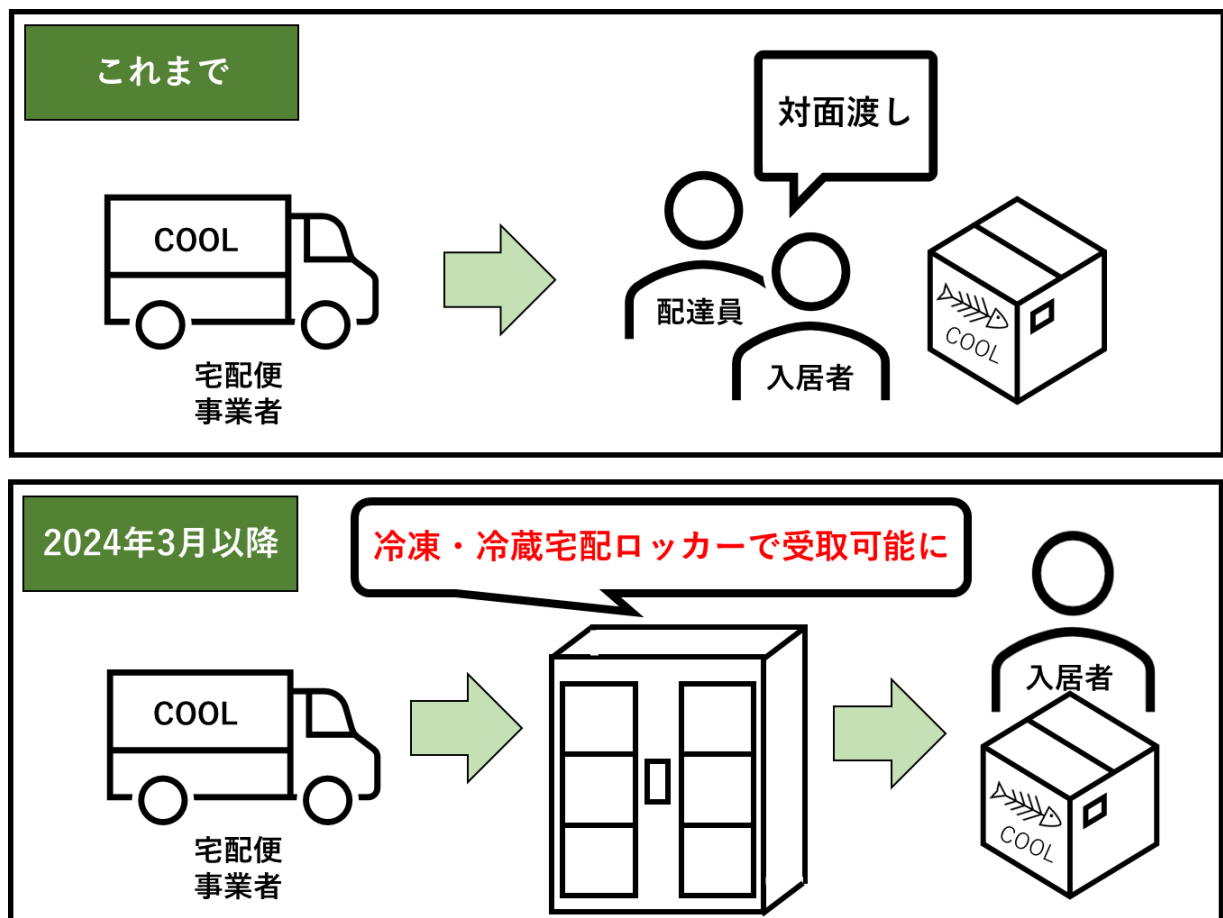 これまで
対面渡し
COOL
配達員
入居者
COOL
宅配便
事業者
2024年3月以降
冷凍・冷蔵宅配ロッカーで受取可能に
入居者
COOL
COOL
宅配便
事業者